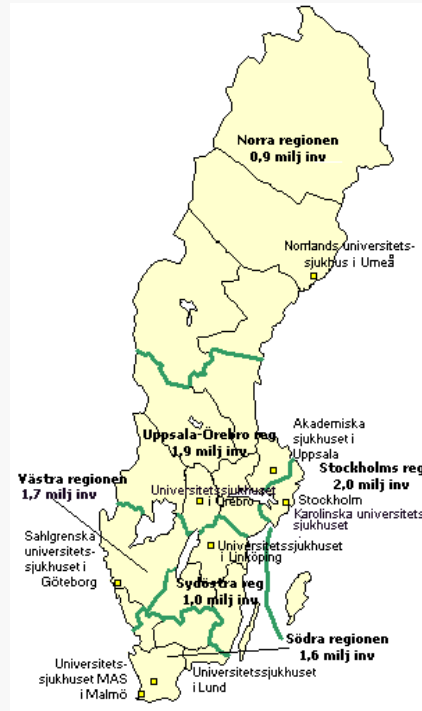 Norra regionen
0,9 milj inv
Norrlands universitets-
sjukhus i Umeå
Uppsala-Örebro reg
1,9 milj inv
Akademiska
sjukhuset i
Uppsala
Stockholms reg
2,0 milj inv
Västra regionen
1,7 milj inv
Universitetssjukhuset
i Örebro
Stockholm
Karolinska universitets
sjukhuset
Sahlgrenska
universitets-
sjukhuset i
Göteborg
Universitetssjukhuset
i Linköping
Sydöstra reg
1,0 milj inv
Södra regionen
1,6 milj inv
Universitets-
sjukhuset MAS
i Malmö
Universitetssjukhuset
i Lund